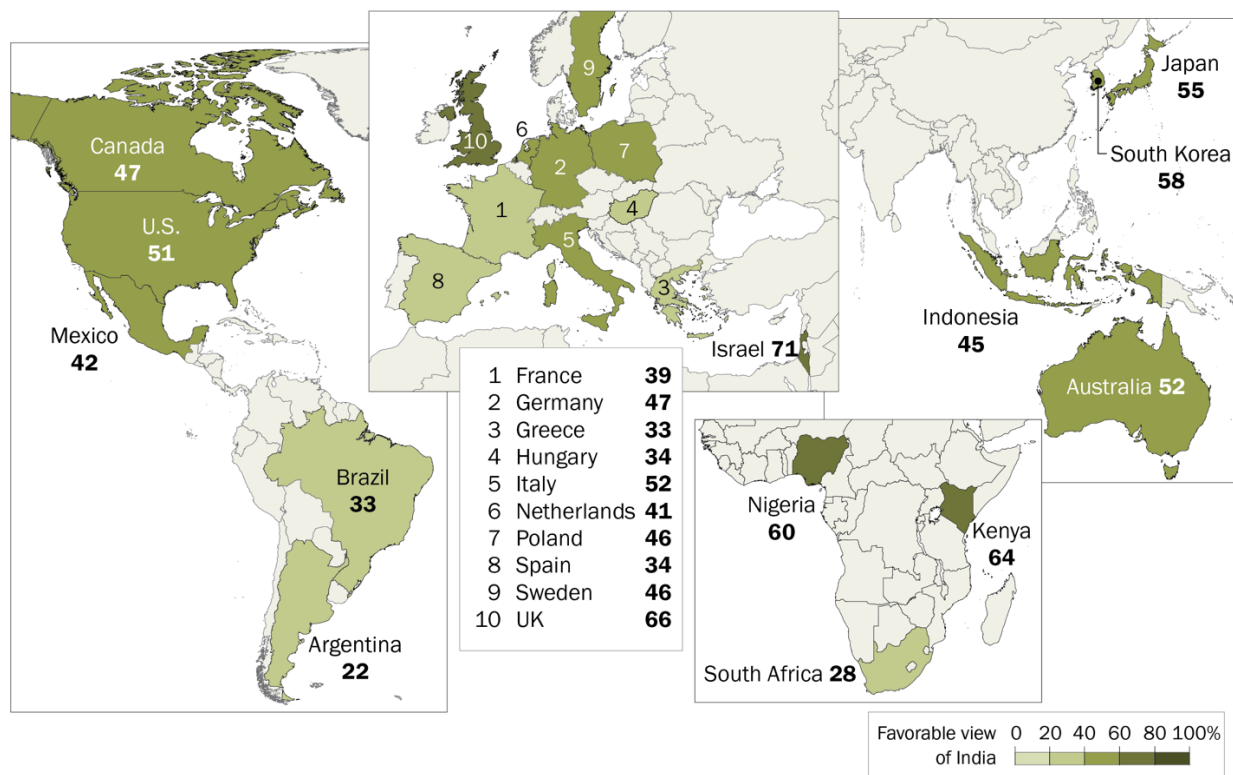 Canada
47
U.S.
51
Mexico
42
Brazil
33
Argentina
22
9
6
10
2
7
1
4
5
8
3
Israel 71
1 France 39
2 Germany 47
3 Greece 33
4 Hungary 34
5 Italy 52
6 Netherlands 41
7 Poland 46
8 Spain 34
9 Sweden 46
10 UK 66
Japan
55
South Korea
58
Indonesia
45
Australia 52
Nigeria
60
Kenya
64
South Africa 28
Favorable view
of India
0 20 40 60 80 100%